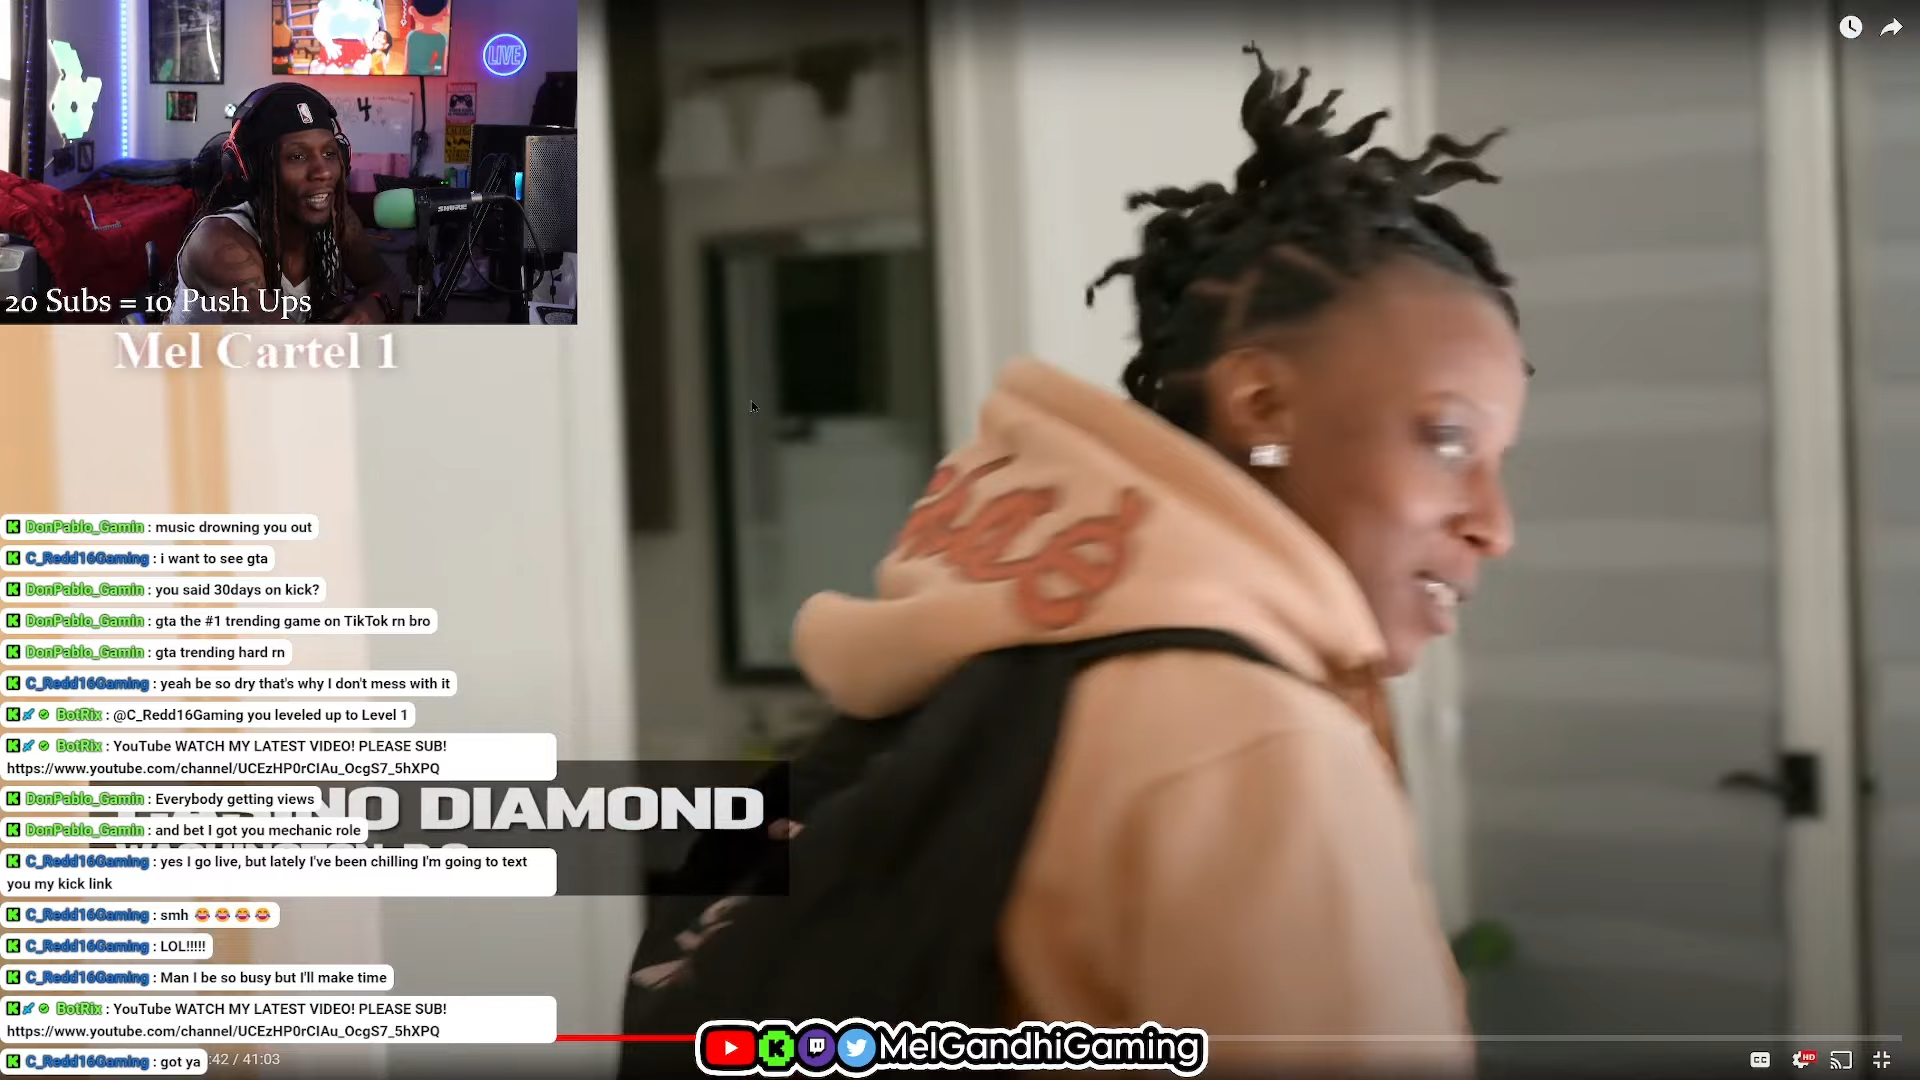 LIVE
4
SHURE
20 Subs = 10 Push Ups
Mel Cartel 1
DonPablo_Gamin : music drowning you out
C_Redd16Gaming : i want to see gta
DonPablo_Gamin : you said 30days on kick?
DonPablo_Gamin : gta the #1 trending game on TikTok rn bro
DonPablo_Gamin : gta trending hard rn
C_Redd16Gaming : yeah be so dry that's why I don't mess with it
BotRix : @C_Redd16Gaming you leveled up to Level 1
BotRix : YouTube WATCH MY LATEST VIDEO! PLEASE SUB!
https://www.youtube.com/channel/UCEzHP0rCIAu_OcgS7_5hXPQ
DonPablo_Gamin : Everybody getting views
DIAMOND
DonPablo_Gamin : and bet I got you mechanic role
C_Redd16Gaming : yes I go live, but lately I've been chilling I'm going to text
you my kick link
C_Redd16Gaming : smh 😂 😂 😂 😂
C_Redd16Gaming : LOL!!!!!
C_Redd16Gaming : Man I be so busy but I'll make time
BotRix : YouTube WATCH MY LATEST VIDEO! PLEASE SUB!
https://www.youtube.com/channel/UCEzHP0rCIAu_OcgS7_5hXPQ
C_Redd16Gaming : got ya
:42 / 41:03
MelGandhiGaming
CC
HD